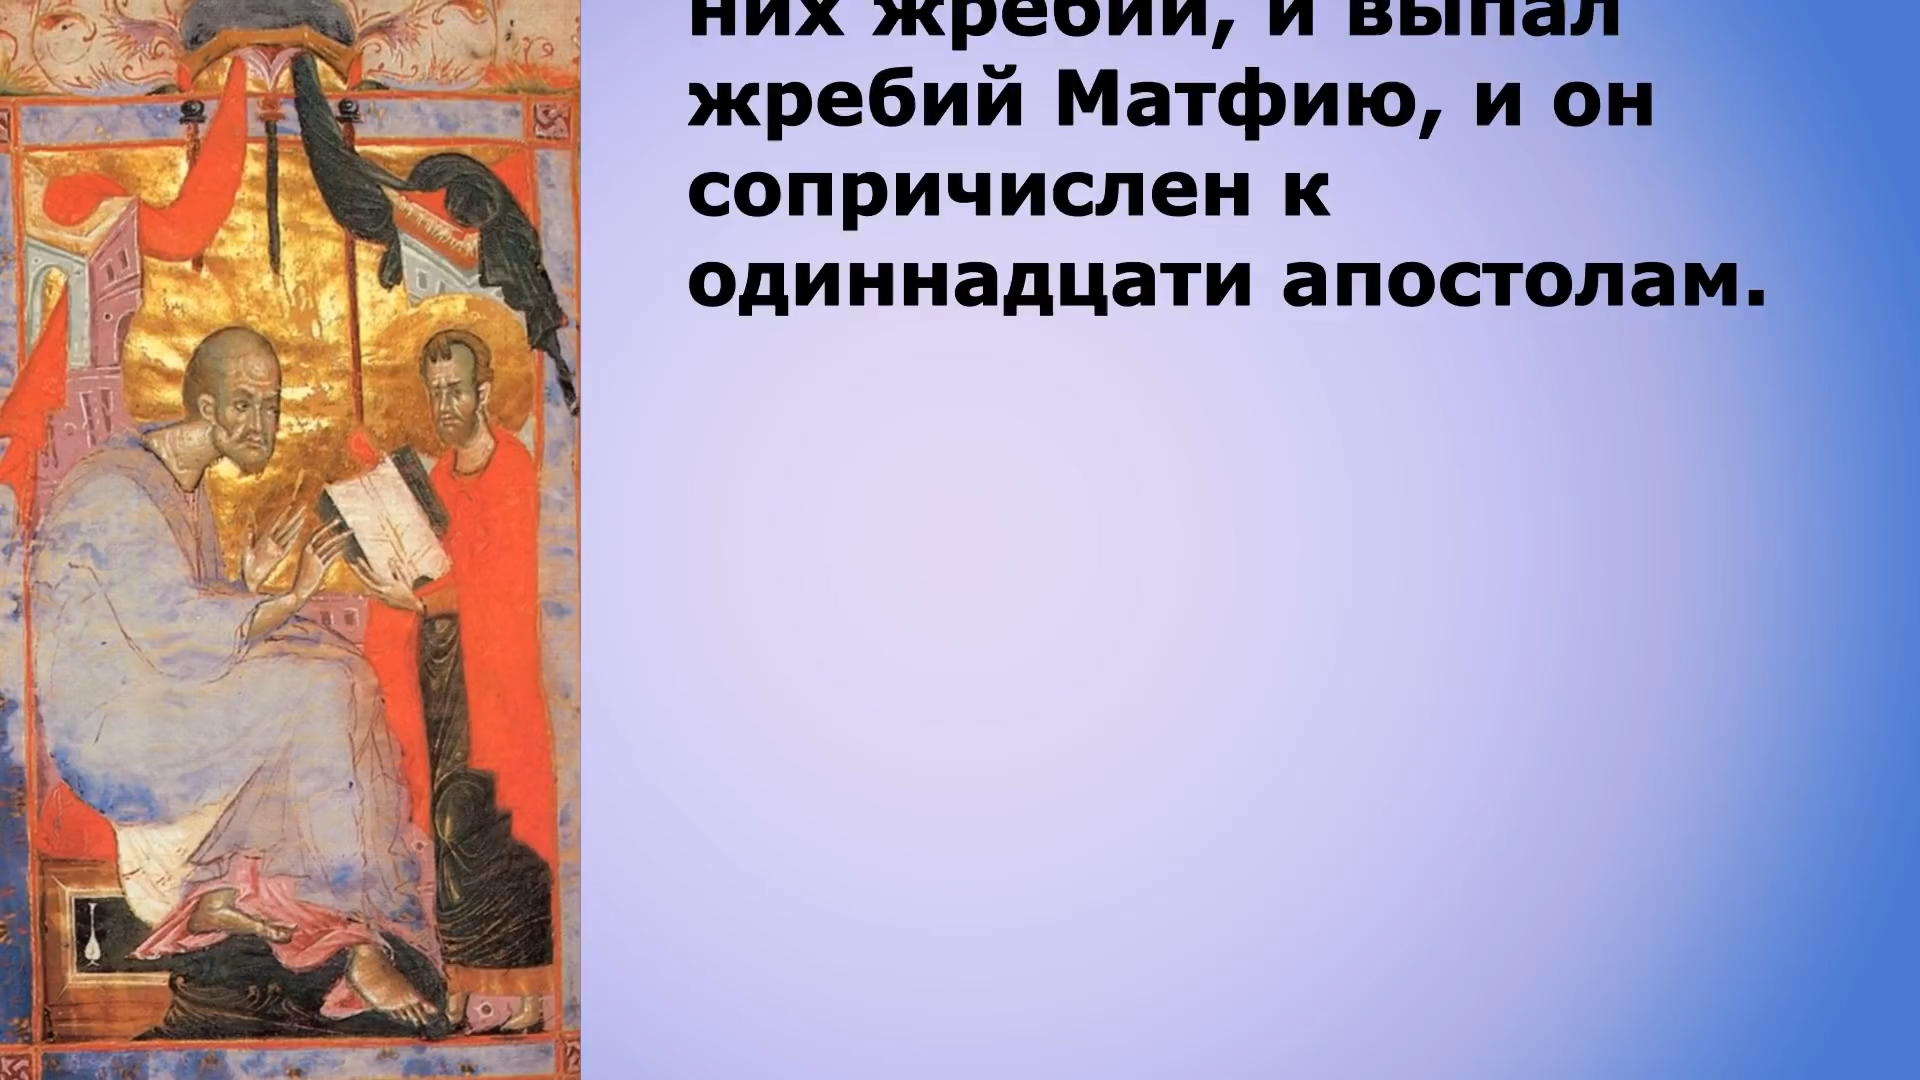 них жребий, и выпал
жребий Матфию, и он
сопричислен к
одиннадцати апостолам.